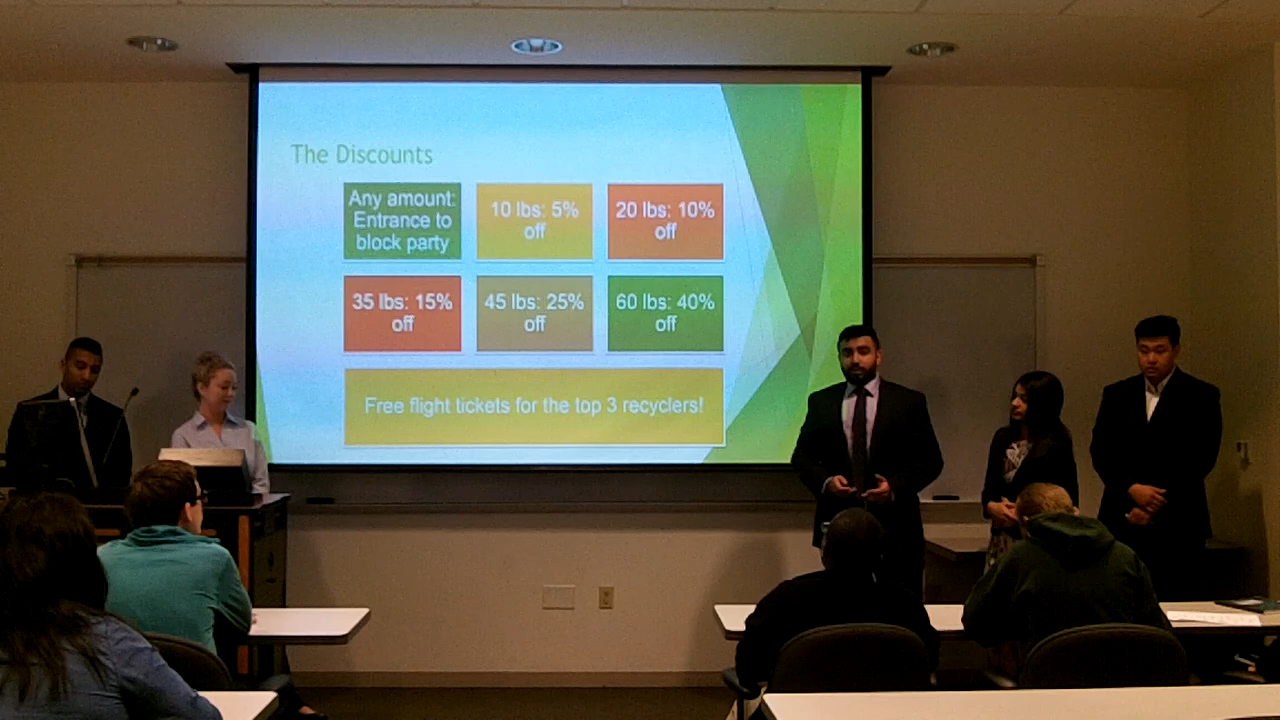 The Discounts
Any amount:
Entrance to
block party
10 lbs: 5%
off
20 lbs: 10%
off
35 lbs: 15%
off
45 lbs: 25%
off
60 lbs: 40%
off
Free flight tickets for the top 3 recyclers!